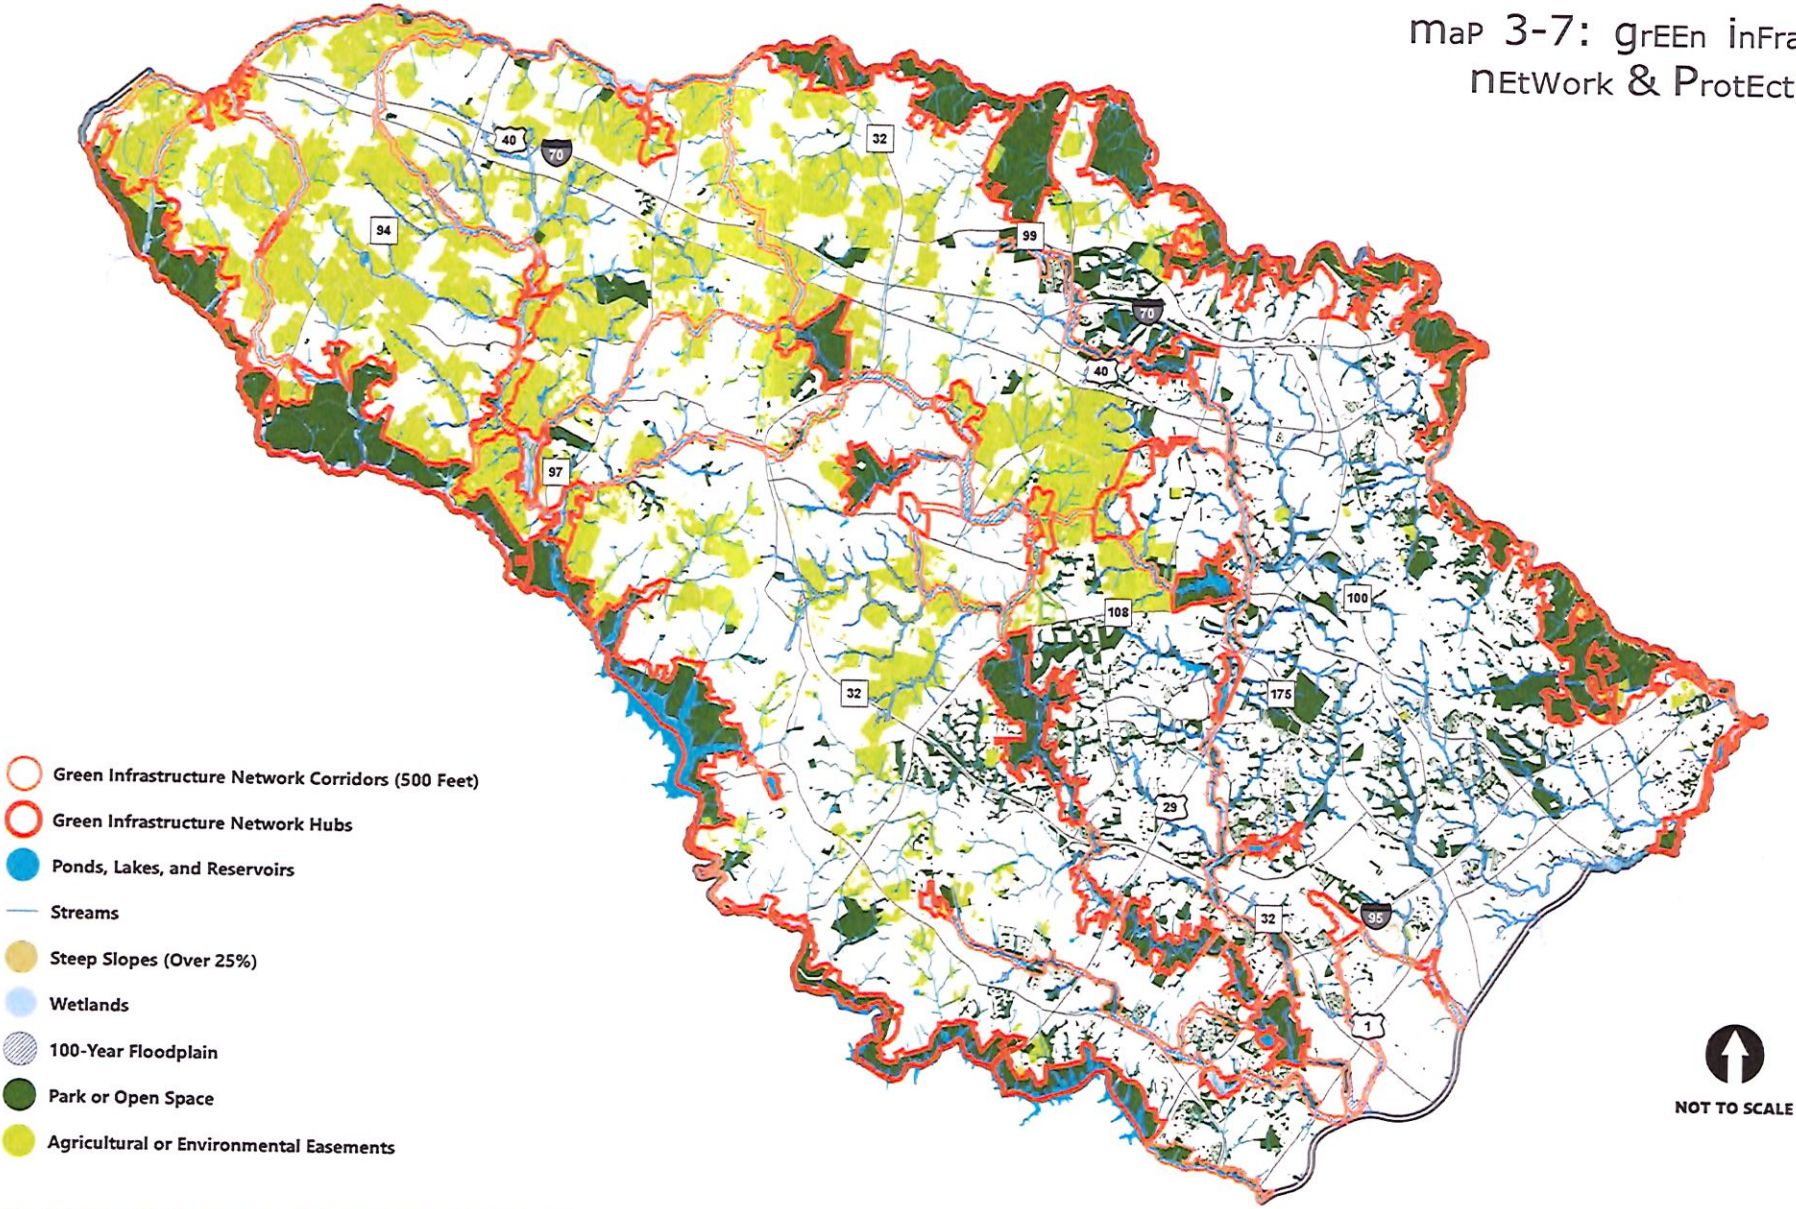 maP 3-7: grEEn inFra
nEtWork & ProtEct
40
70
32
94
99
70
40
97
108
100
32
175
29
32
95
1
Green Infrastructure Network Corridors (500 Feet)
Green Infrastructure Network Hubs
Ponds, Lakes, and Reservoirs
Streams
Steep Slopes (Over 25%)
Wetlands
100-Year Floodplain
Park or Open Space
Agricultural or Environmental Easements
NOT TO SCALE